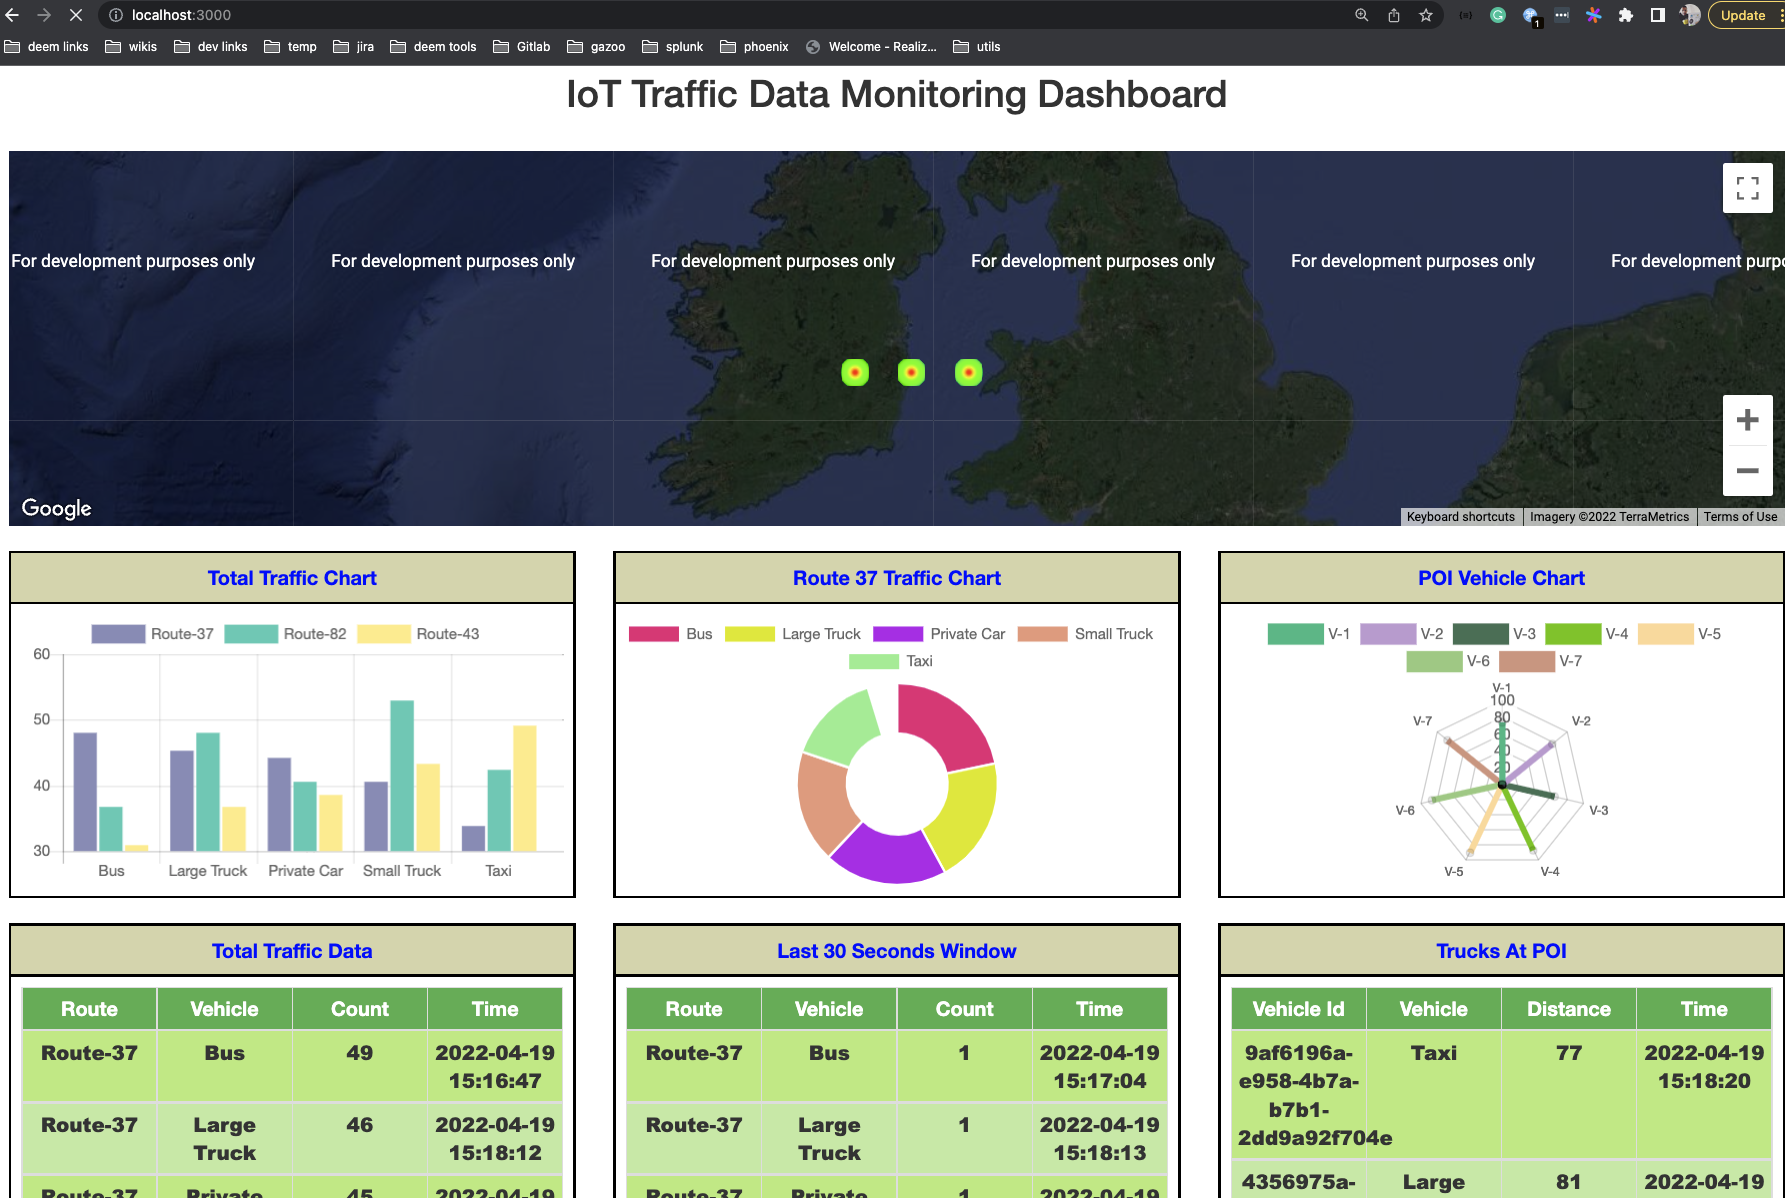 localhost:3000
1
Update
deem links
wikis
dev links
temp
jira
deem tools
Gitlab
gazoo
splunk
phoenix
Welcome - Realiz...
utils
IoT Traffic Data Monitoring Dashboard
For development purposes only For development purposes only For development purposes only For development purposes only For development purposes only For development purpo
Google
Keyboard shortcuts Imagery ©2022 TerraMetrics Terms of Use
Total Traffic Chart
Route-37 Route-82 Route-43
60
50
40
30
Bus Large Truck Private Car Small Truck Taxi
Route 37 Traffic Chart
Bus Large Truck Private Car Small Truck
Taxi
POI Vehicle Chart
V-1 V-2 V-3 V-4 V-5
V-6 V-7
V-1
100
80
60
40
20
V-7 V-2
V-6 V-3
V-5 V-4
Total Traffic Data
Route Vehicle Count Time
Route-37 Bus 49 2022-04-19
15:16:47
Route-37 Large 46 2022-04-19
Truck 15:18:12
Route-37 Private 45 2022-04-19
Last 30 Seconds Window
Route Vehicle Count Time
Route-37 Bus 1 2022-04-19
15:17:04
Route-37 Large 1 2022-04-19
Truck 15:18:13
Route-37 Private 1 2022-04-19
Trucks At POI
Vehicle Id Vehicle Distance Time
9af6196a- Taxi 77 2022-04-19
e958-4b7a- 15:18:20
b7b1-
2dd9a92f704e
4356975a- Large 81 2022-04-19